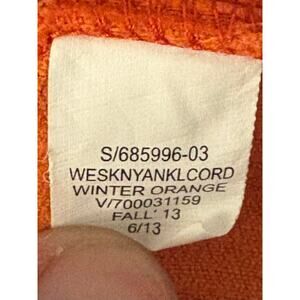 S/685996-03
WESKNYANKLCORD
WINTER ORANGE
V/700031159
FALL' 13
6/13